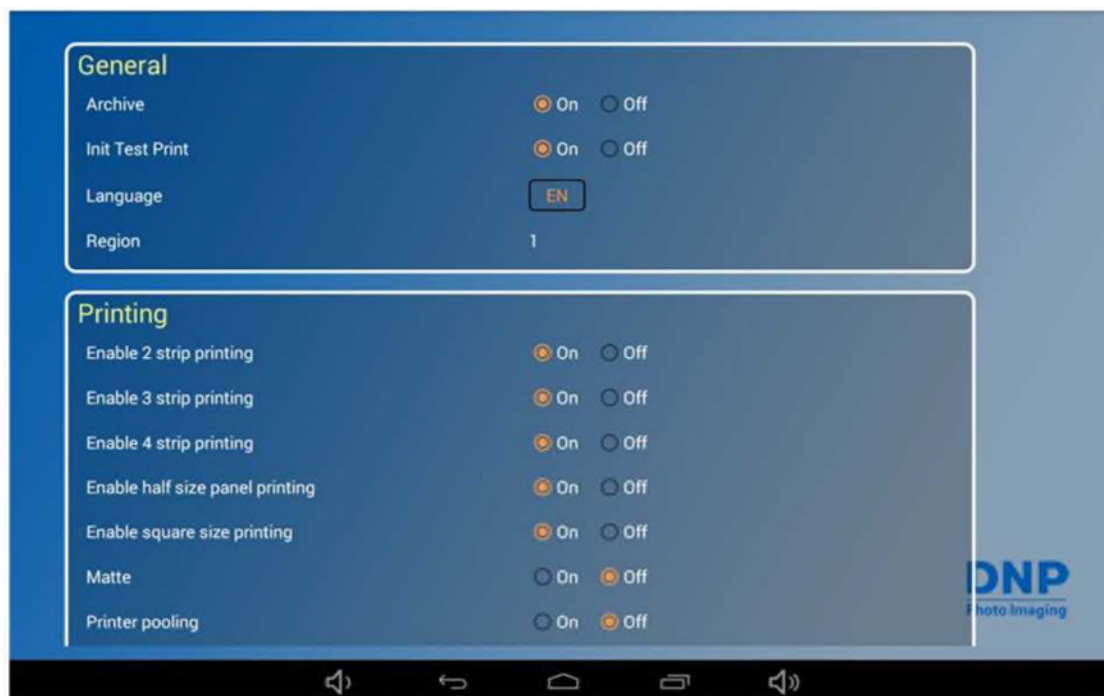 General
Archive On Off
Init Test Print On Off
Language EN
Region 1
Printing
Enable 2 strip printing On Off
Enable 3 strip printing On Off
Enable 4 strip printing On Off
Enable half size panel printing On Off
Enable square size printing On Off
Matte On Off
Printer pooling On Off
DNP
Photo Imaging